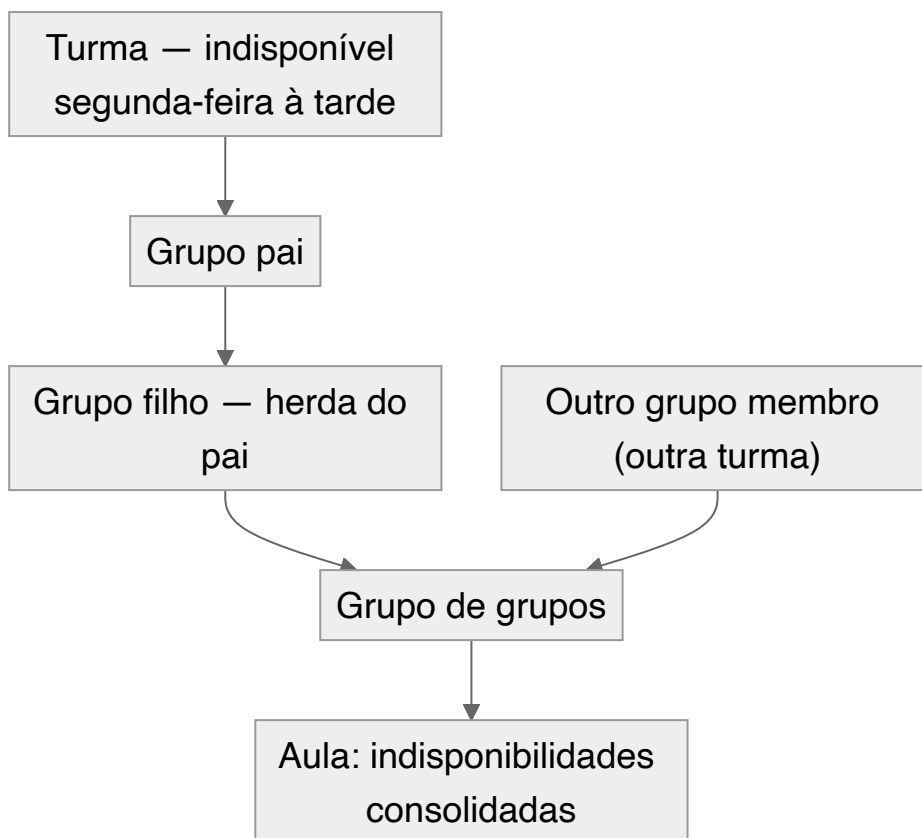 Turma — indisponível
segunda-feira à tarde
Grupo pai
Grupo filho — herda do
pai
Outro grupo membro
(outra turma)
Grupo de grupos
Aula: indisponibilidades
consolidadas